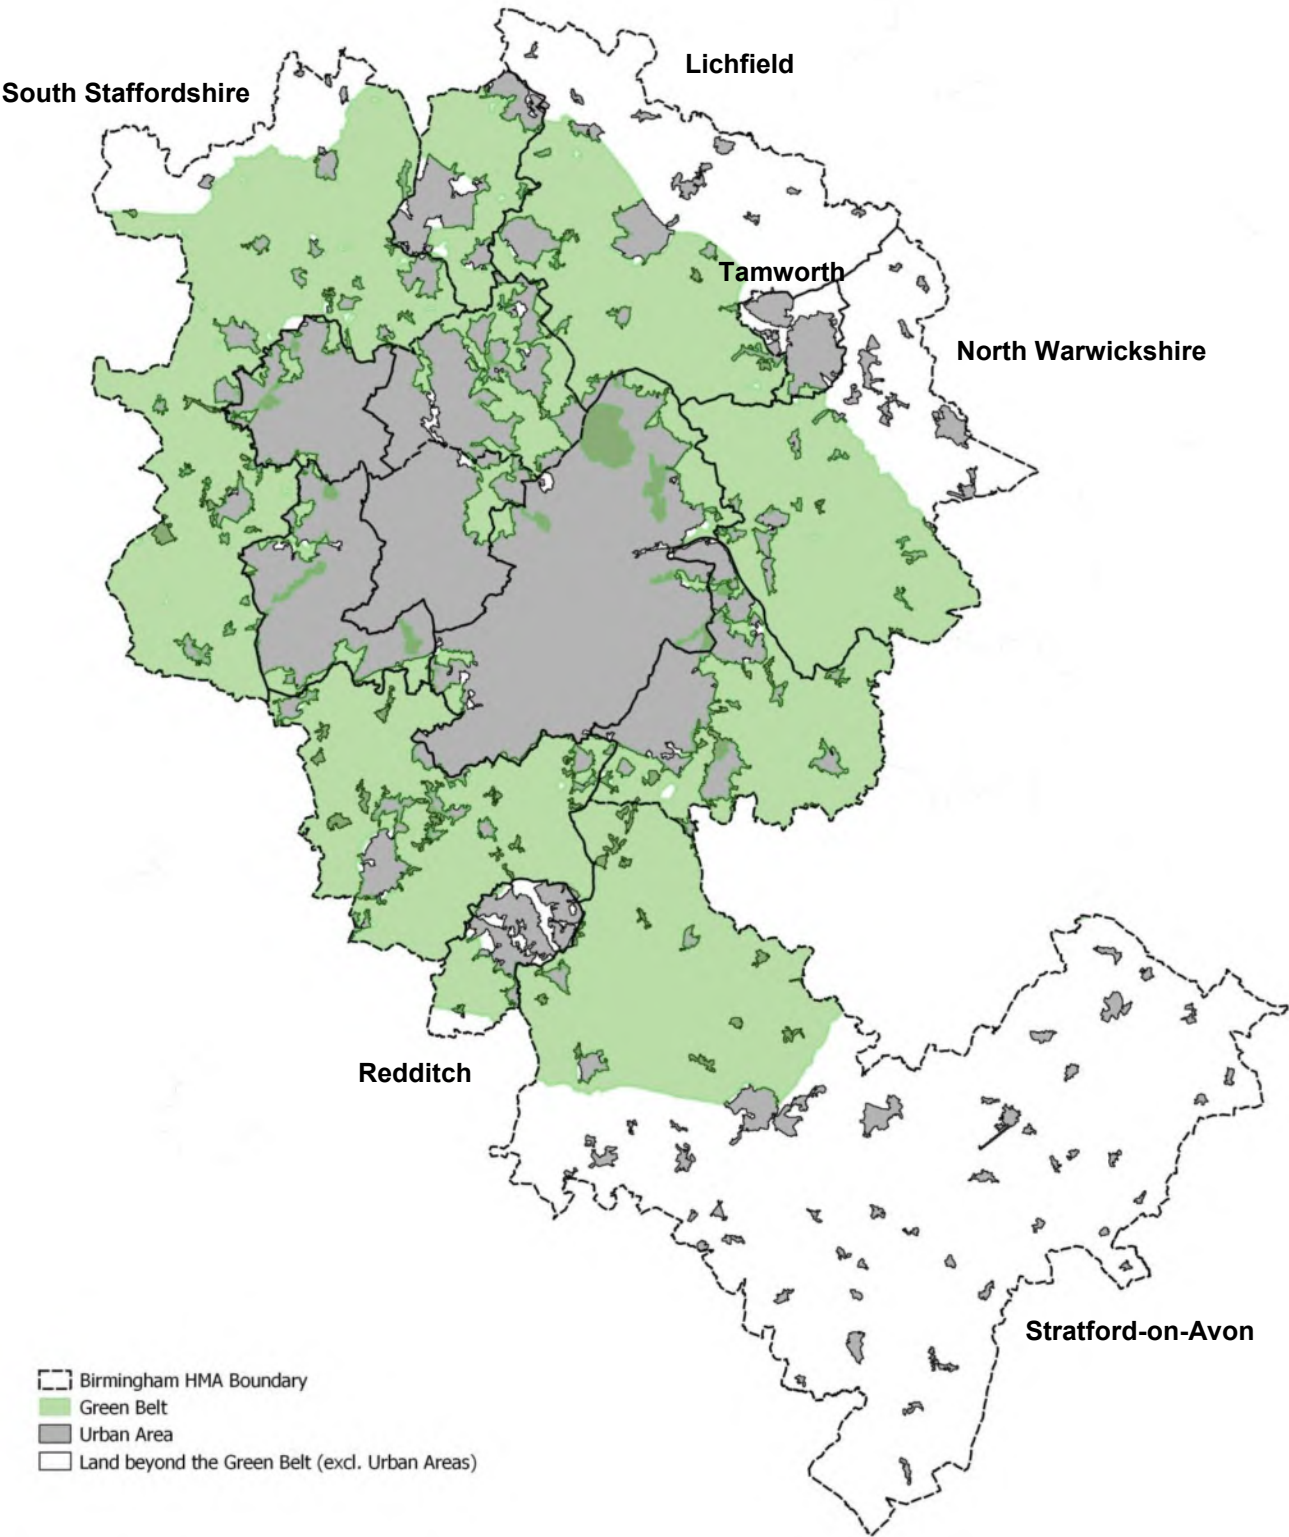 Lichfield
South Staffordshire
Tamworth
North Warwickshire
Redditch
Stratford-on-Avon
Birmingham HMA Boundary
Green Belt
Urban Area
Land beyond the Green Belt (excl. Urban Areas)